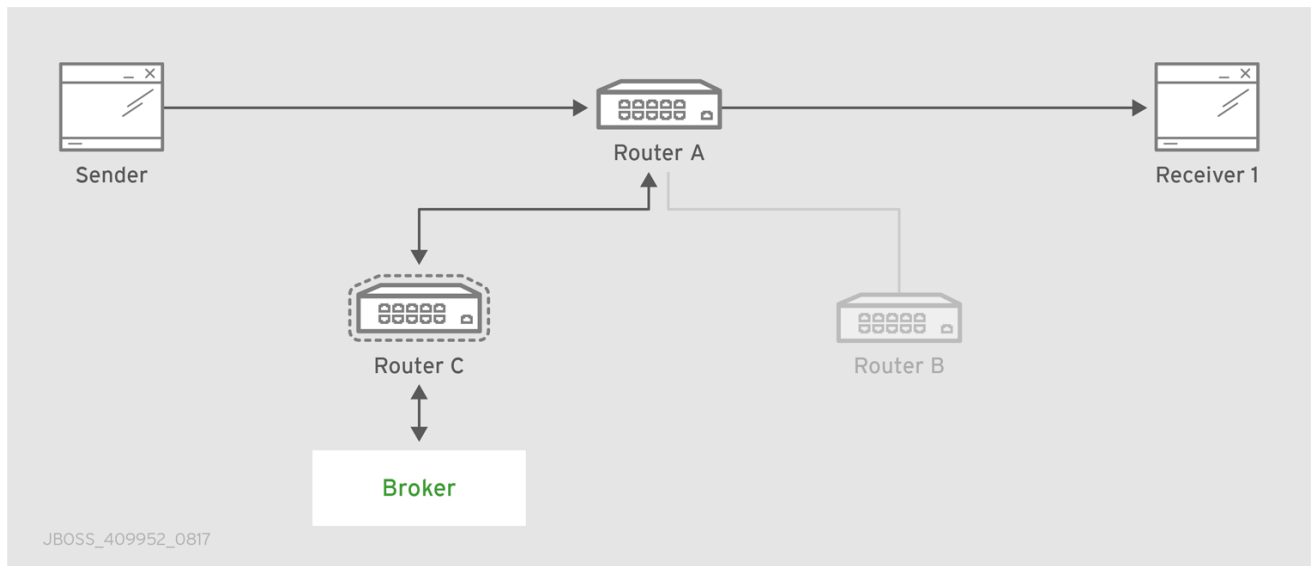 Sender
Router A
Receiver 1
Router C
Router B
Broker
JBOSS_409952_0817